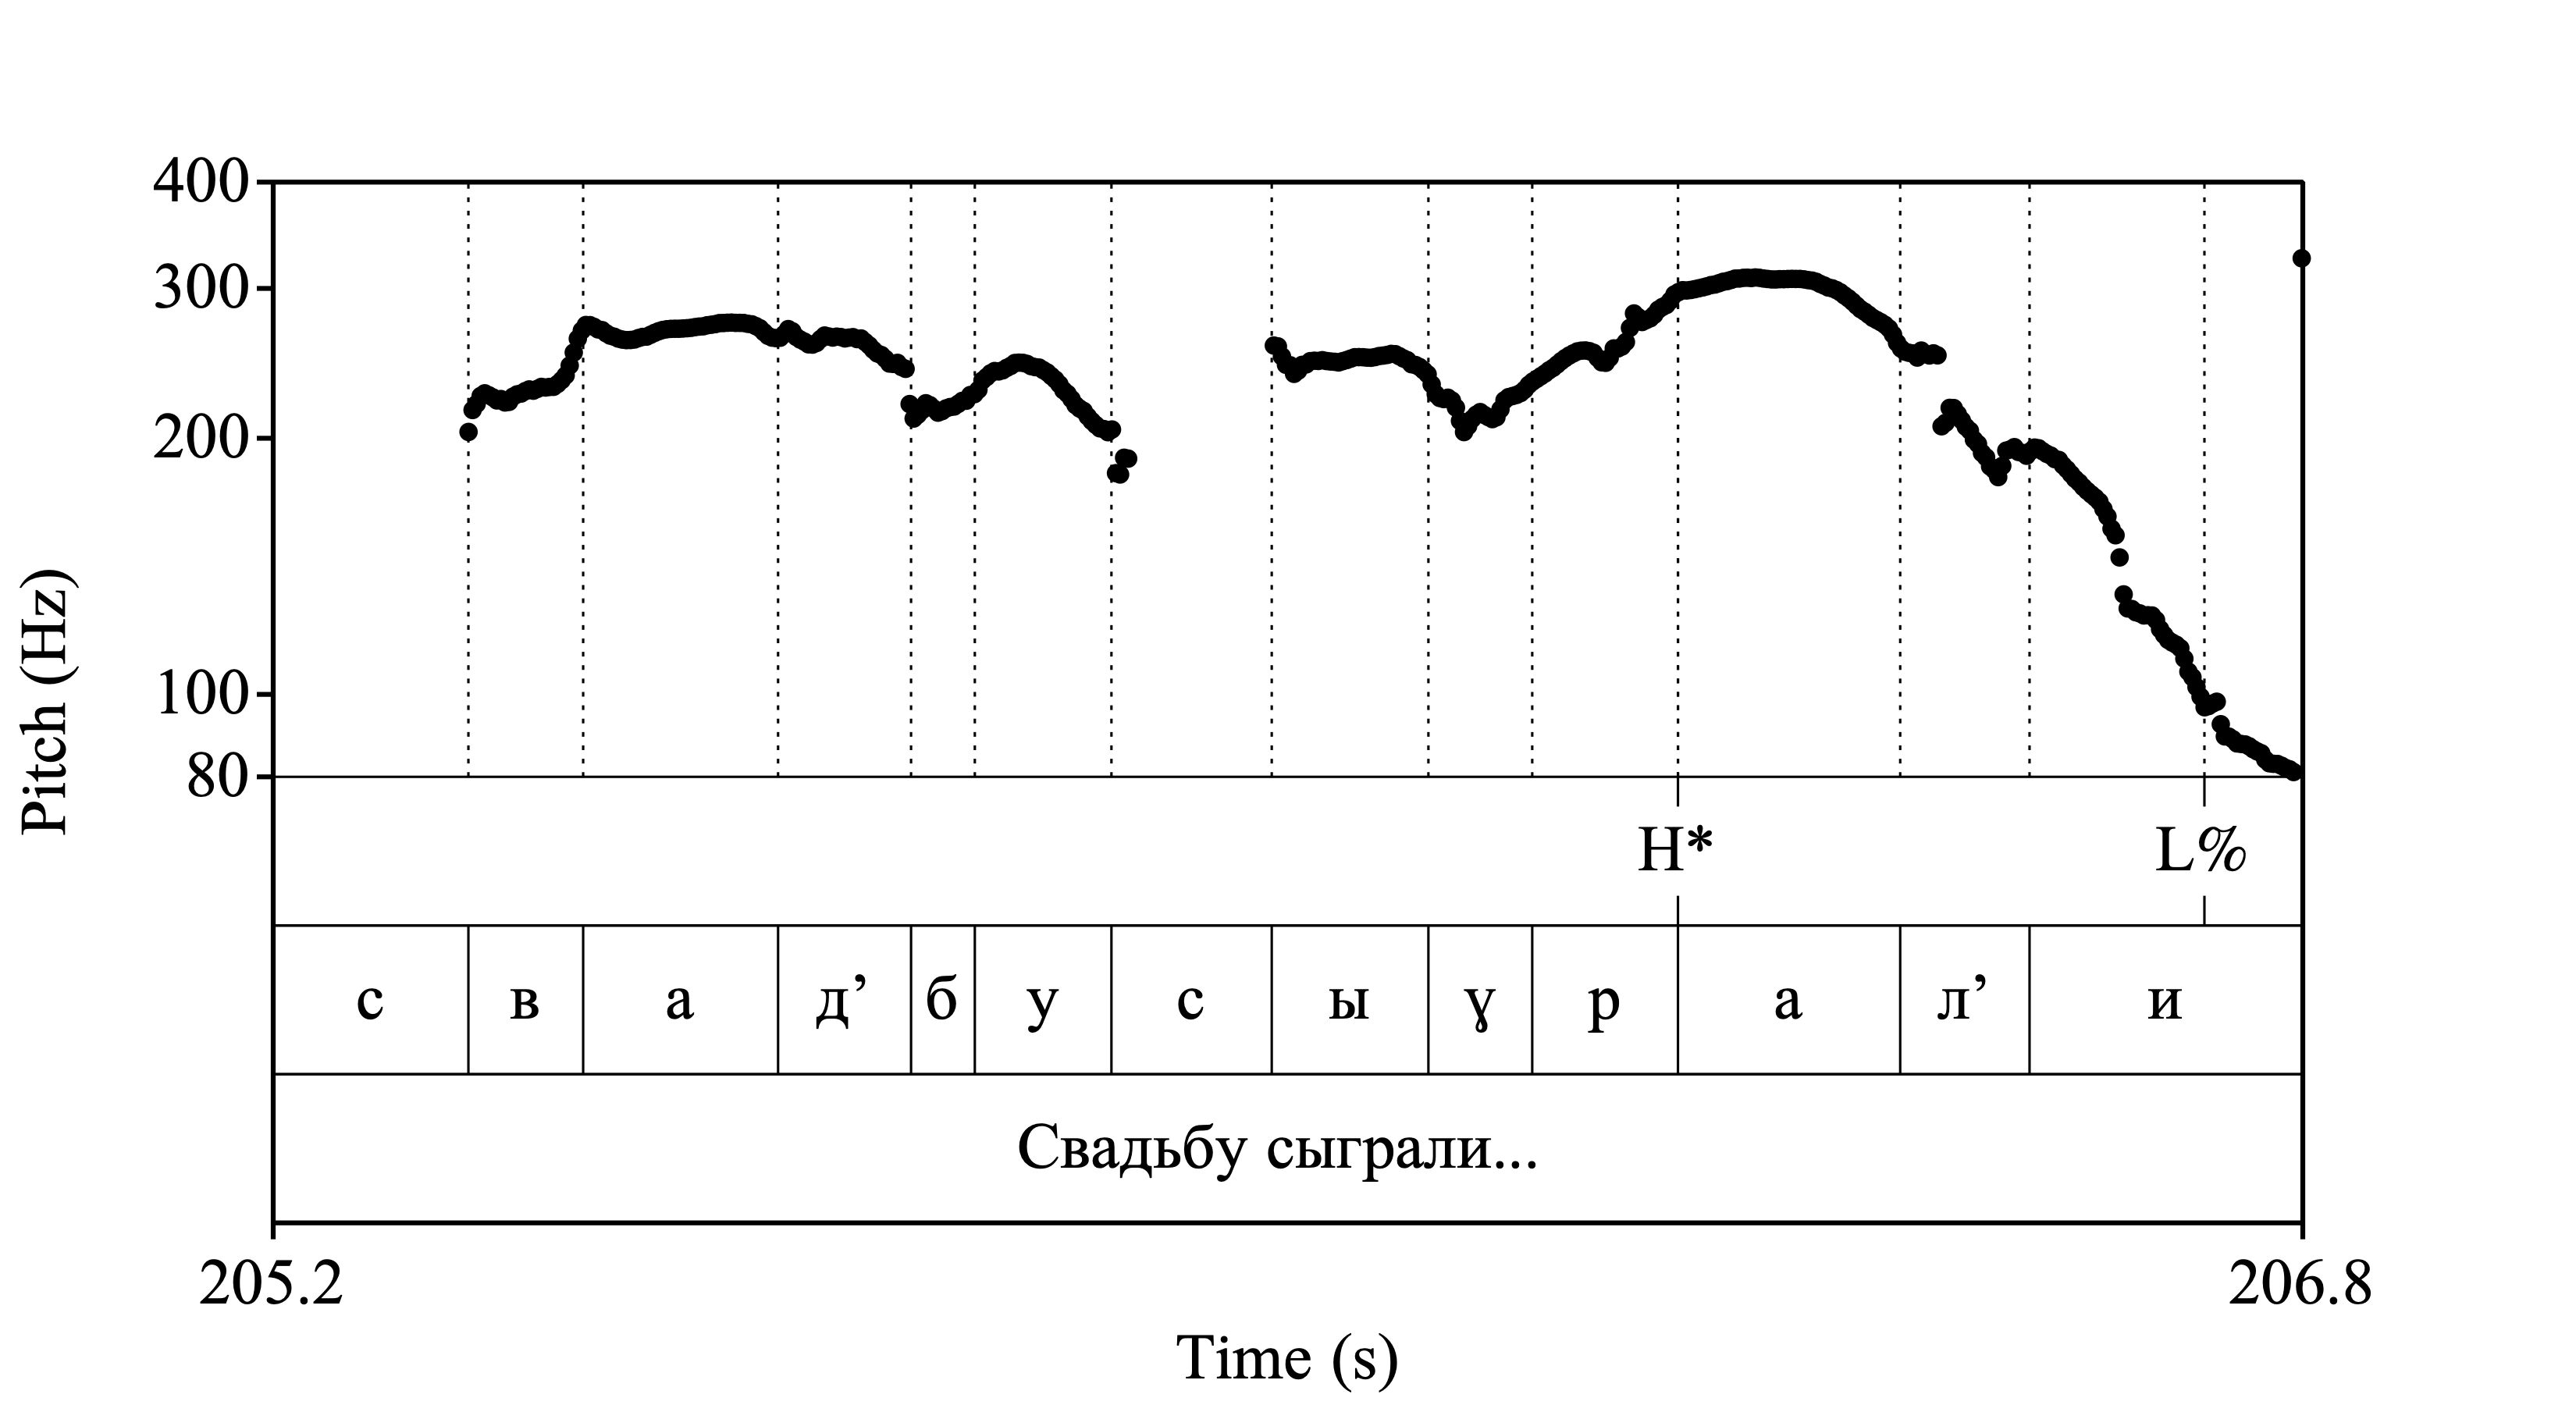 400
300
200
100
80
Pitch (Hz)
H* L%
с в а д’ б у с ы ɣ р а л’ и
Свадьбу сыграли...
205.2 206.8
Time (s)